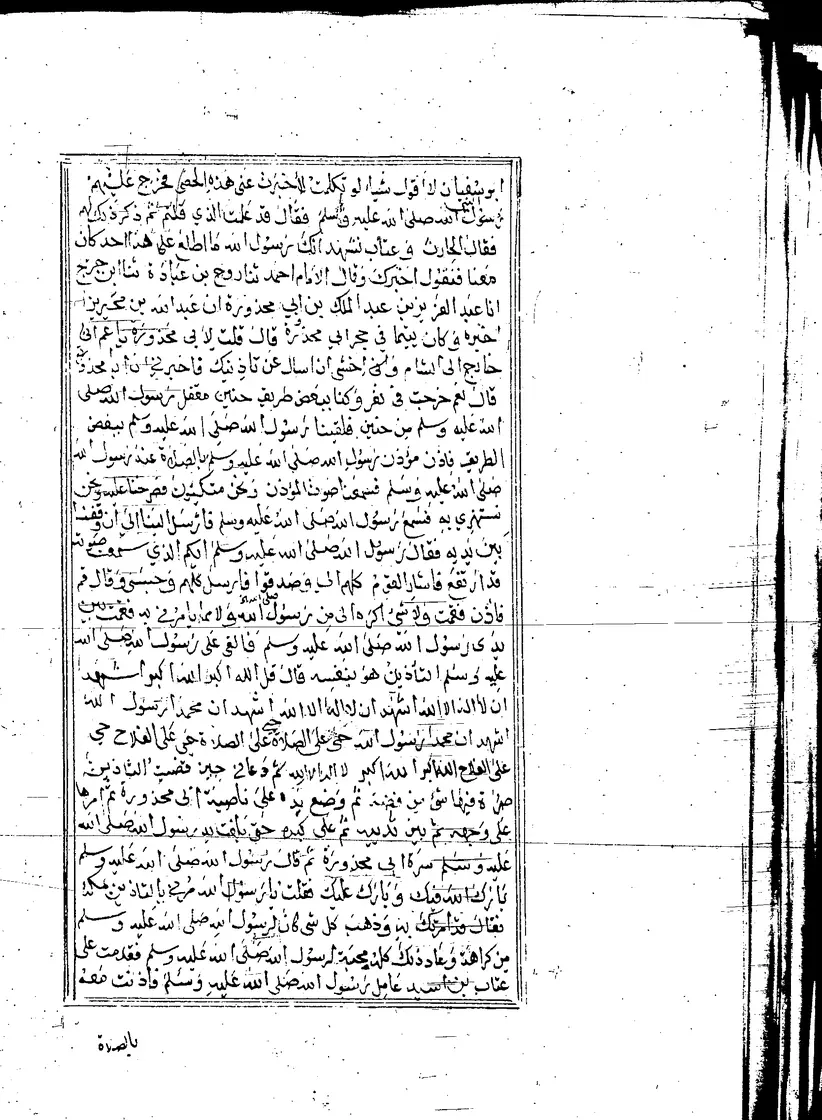 ابو سفيان لا اقول شيا لو تكلمت لأخبرت عني هذه الحصى فخرج عليهم
رسول الله صلى الله عليه وسلم فقال قد علمت الذي قلتم ثم ذكر ذلك لهم
فقال الحارث وعتاب نشهد انك رسول الله ما اطلع على هذا احد كان
معنا فنقول اخبرك وقال الامام احمد ثنا روح بن عبادة ثنا ابن جريج
انا عبد العزيز بن عبد الملك بن ابي محذورة ان عبد الله بن محيريز
اخبره وكان يتيما في حجر ابي محذورة قال قلت لابي محذورة يا عم اني
خارج الى الشام واني اخشى ان اسال عن تاذينك فاخبرني ان ابا محذورة
قال نعم خرجت في نفر وكنا ببعض طريق حنين مقفل رسول الله صلى
الله عليه وسلم من حنين فلقينا رسول الله صلى الله عليه وسلم ببعض
الطريق فاذن مؤذن رسول الله صلى الله عليه وسلم بالصلاة عند رسول الله
صلى الله عليه وسلم فسمعنا صوت المؤذن ونحن متنكبون فصرخنا عليه ونحن
نستهزي به فسمع رسول الله صلى الله عليه وسلم فارسل الينا الى ان وقفنا
بين يديه فقال رسول الله صلى الله عليه وسلم ايكم الذي سمعت صوته
قد ارتفع فاشار القوم كلهم الي وصدقوا فارسل كلهم وحبسني وقال قم
فاذن فقمت ولا شي اكره الي من رسول الله صلى الله ولا مما يامرني به فقمت بين
يدي رسول الله صلى الله عليه وسلم فالقى علي رسول الله صلى الله
عليه وسلم التأذين هو بنفسه قال قل الله اكبر الله اكبر اشهد
ان لا اله الا الله اشهد ان لا اله الا الله اشهد ان محمدا رسول الله
اشهد ان محمدا رسول الله حي على الصلاة حي على الصلاة حي على الفلاح حي
على الفلاح الله اكبر الله اكبر لا اله الا الله ثم دعاني حين قضيت التاذين
صرة فيها شي من فضة ثم وضع يده على ناصية ابي محذورة ثم امرها
على وجهه ثم بين ثدييه ثم على كبده حتى بلغت يد رسول الله صلى الله
عليه وسلم سرة ابي محذورة ثم قال رسول الله صلى الله عليه وسلم
بارك الله فيك وبارك عليك فقلت يا رسول الله مرني بالتاذين بمكة
فقال قد امرتك به وذهب كل شي كان لرسول الله صلى الله عليه وسلم
من كراهة وعاد ذلك كله محبة لرسول الله صلى الله عليه وسلم فقدمت على
عتاب بن اسيد عامل رسول الله صلى الله عليه وسلم فاذنت معه
بالصلاة